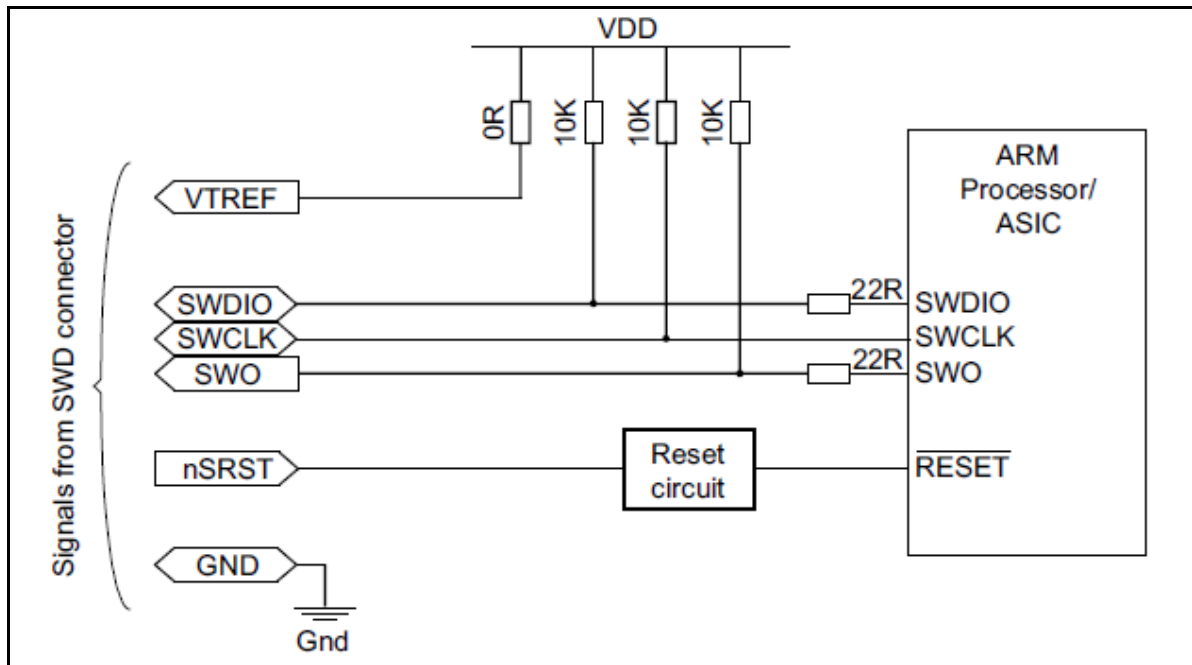 VDD
0R
10K
10K
10K
ARM
Processor/
ASIC
Signals from SWD connector
VTREF
SWDIO
22R
SWDIO
SWCLK
SWCLK
SWO
22R
SWO
nSRST
Reset
circuit
RESET
GND
Gnd